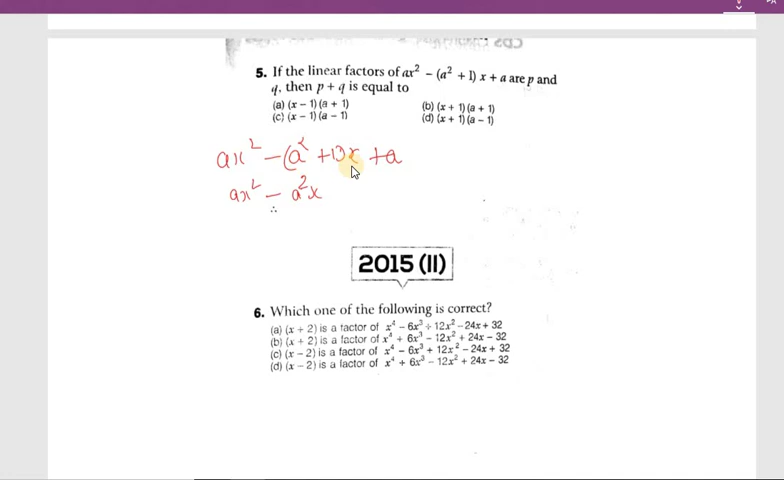 5. If the linear factors of ax² − (a² + 1) x + a are p and
q, then p + q is equal to
(a) (x − 1) (a + 1)
(b) (x + 1) (a + 1)
(c) (x − 1) (a − 1)
(d) (x + 1) (a − 1)
ax² − (a² + 1)x + a
ax² − a²x
2015 (II)
6. Which one of the following is correct?
(a) (x + 2) is a factor of x⁴ − 6x³ + 12x² − 24x + 32
(b) (x + 2) is a factor of x⁴ + 6x³ − 12x² + 24x − 32
(c) (x − 2) is a factor of x⁴ − 6x³ + 12x² − 24x + 32
(d) (x − 2) is a factor of x⁴ + 6x³ − 12x² + 24x − 32